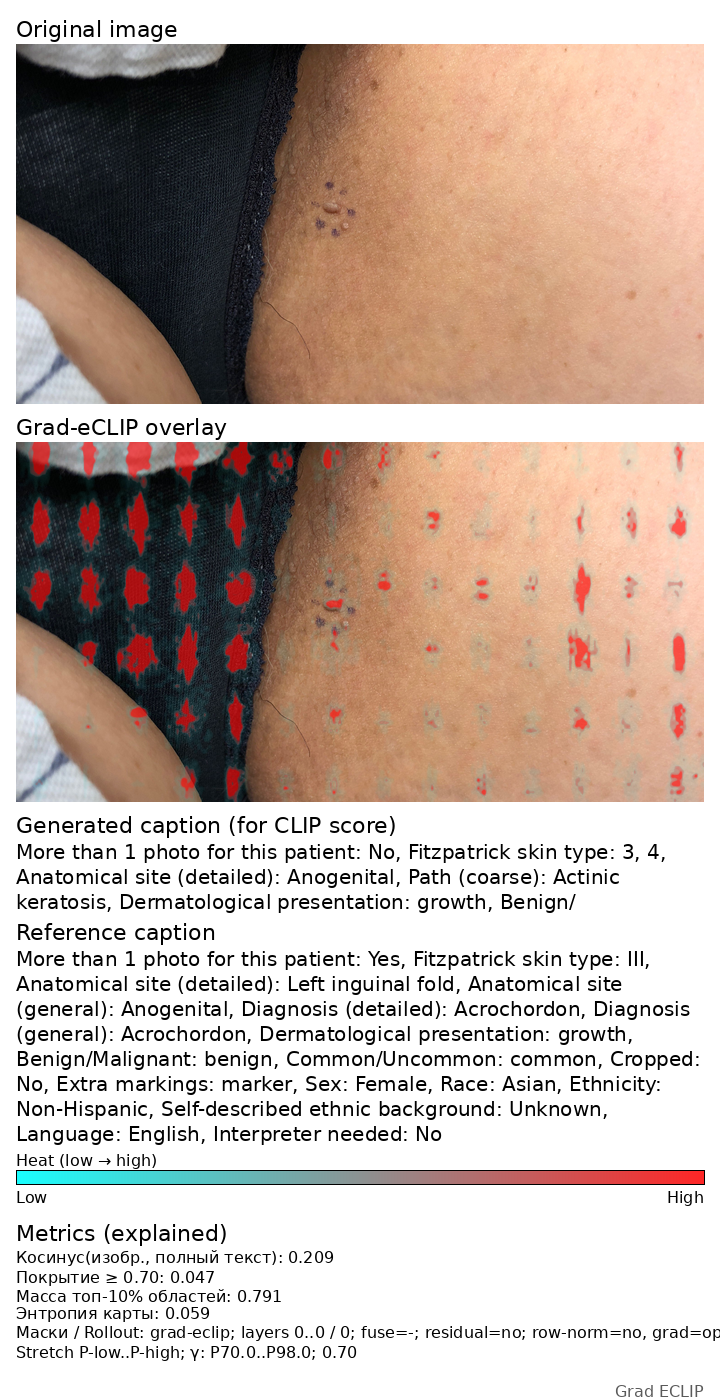 Original image
Grad-eCLIP overlay
Generated caption (for CLIP score)
More than 1 photo for this patient: No, Fitzpatrick skin type: 3, 4,
Anatomical site (detailed): Anogenital, Path (coarse): Actinic
keratosis, Dermatological presentation: growth, Benign/
Reference caption
More than 1 photo for this patient: Yes, Fitzpatrick skin type: III,
Anatomical site (detailed): Left inguinal fold, Anatomical site
(general): Anogenital, Diagnosis (detailed): Acrochordon, Diagnosis
(general): Acrochordon, Dermatological presentation: growth,
Benign/Malignant: benign, Common/Uncommon: common, Cropped:
No, Extra markings: marker, Sex: Female, Race: Asian, Ethnicity:
Non-Hispanic, Self-described ethnic background: Unknown,
Language: English, Interpreter needed: No
Heat (low → high)
Low High
Metrics (explained)
Косинус(изобр., полный текст): 0.209
Покрытие ≥ 0.70: 0.047
Масса топ-10% областей: 0.791
Энтропия карты: 0.059
Маски / Rollout: grad-eclip; layers 0..0 / 0; fuse=-; residual=no; row-norm=no, grad=op
Stretch P-low..P-high; γ: P70.0..P98.0; 0.70
Grad ECLIP